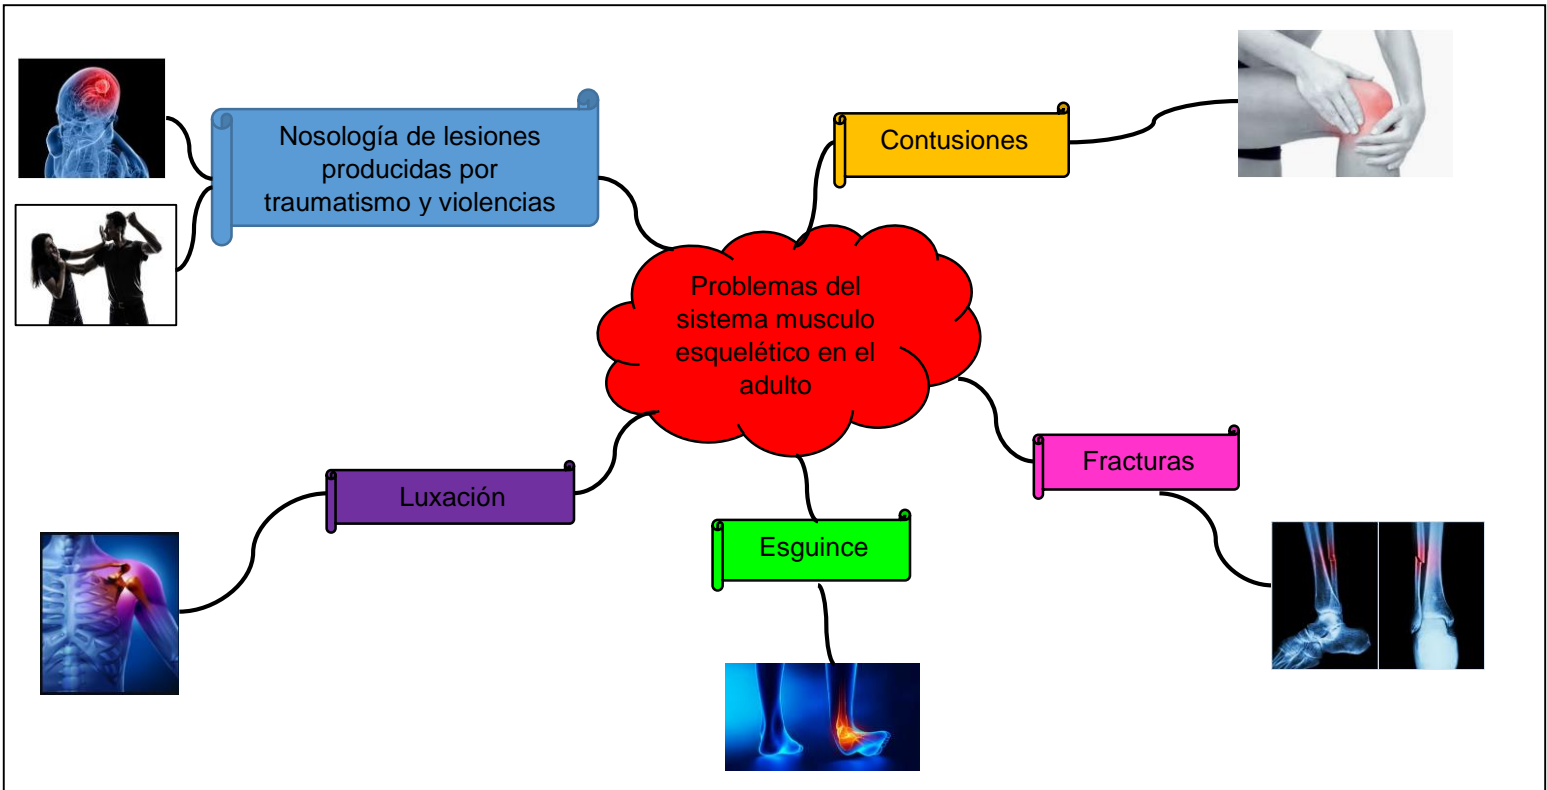 Nosología de lesiones
producidas por
traumatismo y violencias
Contusiones
Problemas del
sistema musculo
esquelético en el
adulto
Fracturas
Luxación
Esguince